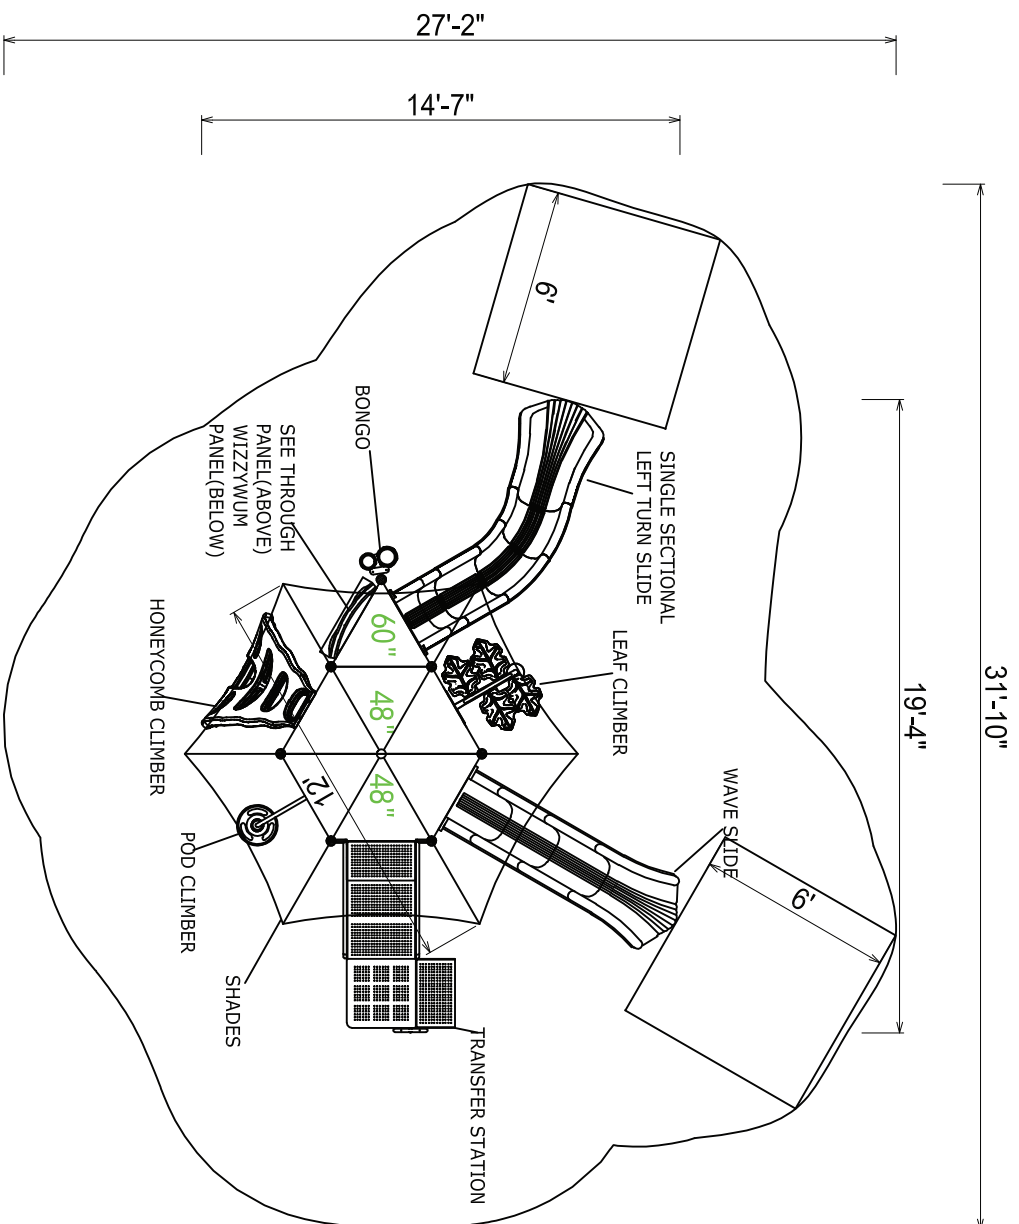 27'-2"
14'-7"
31'-10"
19'-4"
6'
BONGO
SEE THROUGH
PANEL(ABOVE)
WIZZYWUM
PANEL(BELOW)
SINGLE SECTIONAL
LEFT TURN SLIDE
LEAF CLIMBER
60"
48"
48"
HONEYCOMB CLIMBER
12'
POD CLIMBER
WAVE SLIDE
6'
SHADES
TRANSFER STATION